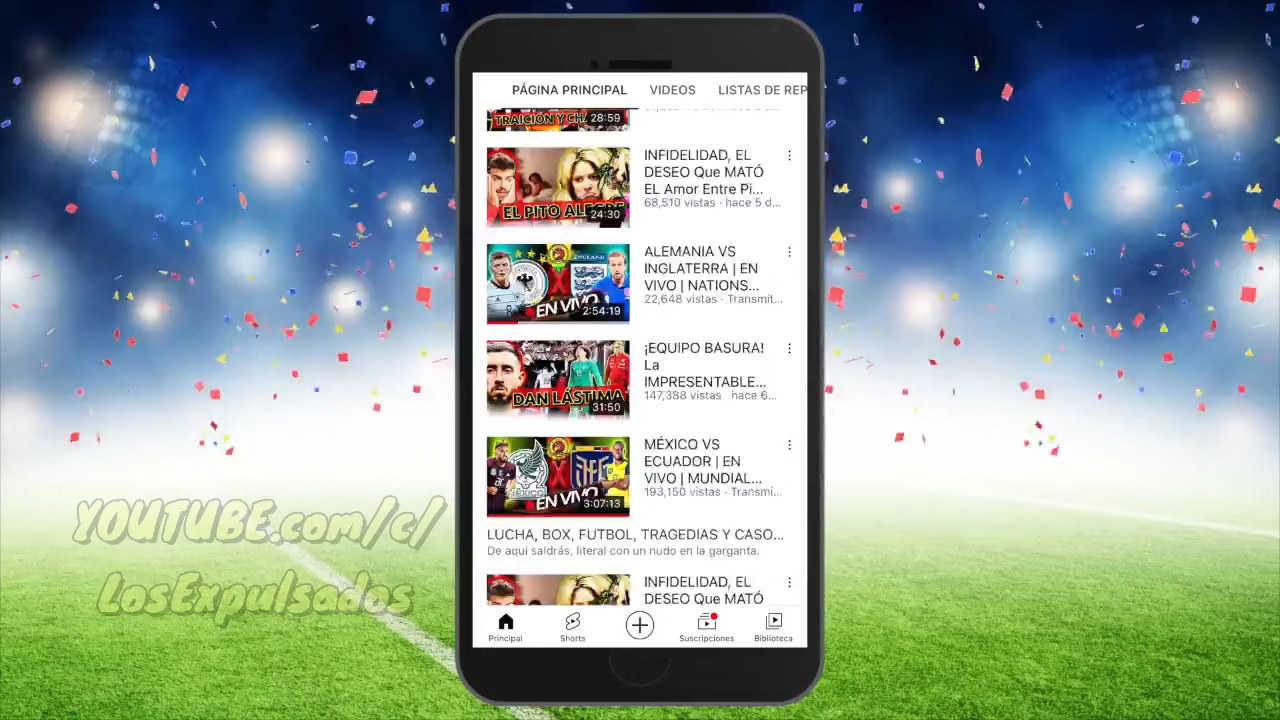 PÁGINA PRINCIPAL VIDEOS LISTAS DE REP
TRAICIÓN Y
28:59
EL PITO ALEGRE
24:30
INFIDELIDAD, EL
DESEO Que MATÓ
EL Amor Entre Pi...
68,510 vistas · hace 5 d...
ENGLAND
EN VIVO
2:54:19
ALEMANIA VS
INGLATERRA | EN
VIVO | NATIONS...
22,648 vistas · Transmit...
DAN LÁSTIMA
31:50
¡EQUIPO BASURA!
La
IMPRESENTABLE...
147,388 vistas · hace 6...
MÉXICO
EN VIVO
3:07:13
MÉXICO VS
ECUADOR | EN
VIVO | MUNDIAL...
193,150 vistas · Transmi...
LUCHA, BOX, FUTBOL, TRAGEDIAS Y CASO...
De aquí saldrás, literal con un nudo en la garganta.
INFIDELIDAD, EL
DESEO Que MATÓ
Principal Shorts Suscripciones Biblioteca
YOUTUBE.com/c/
LosExpulsados